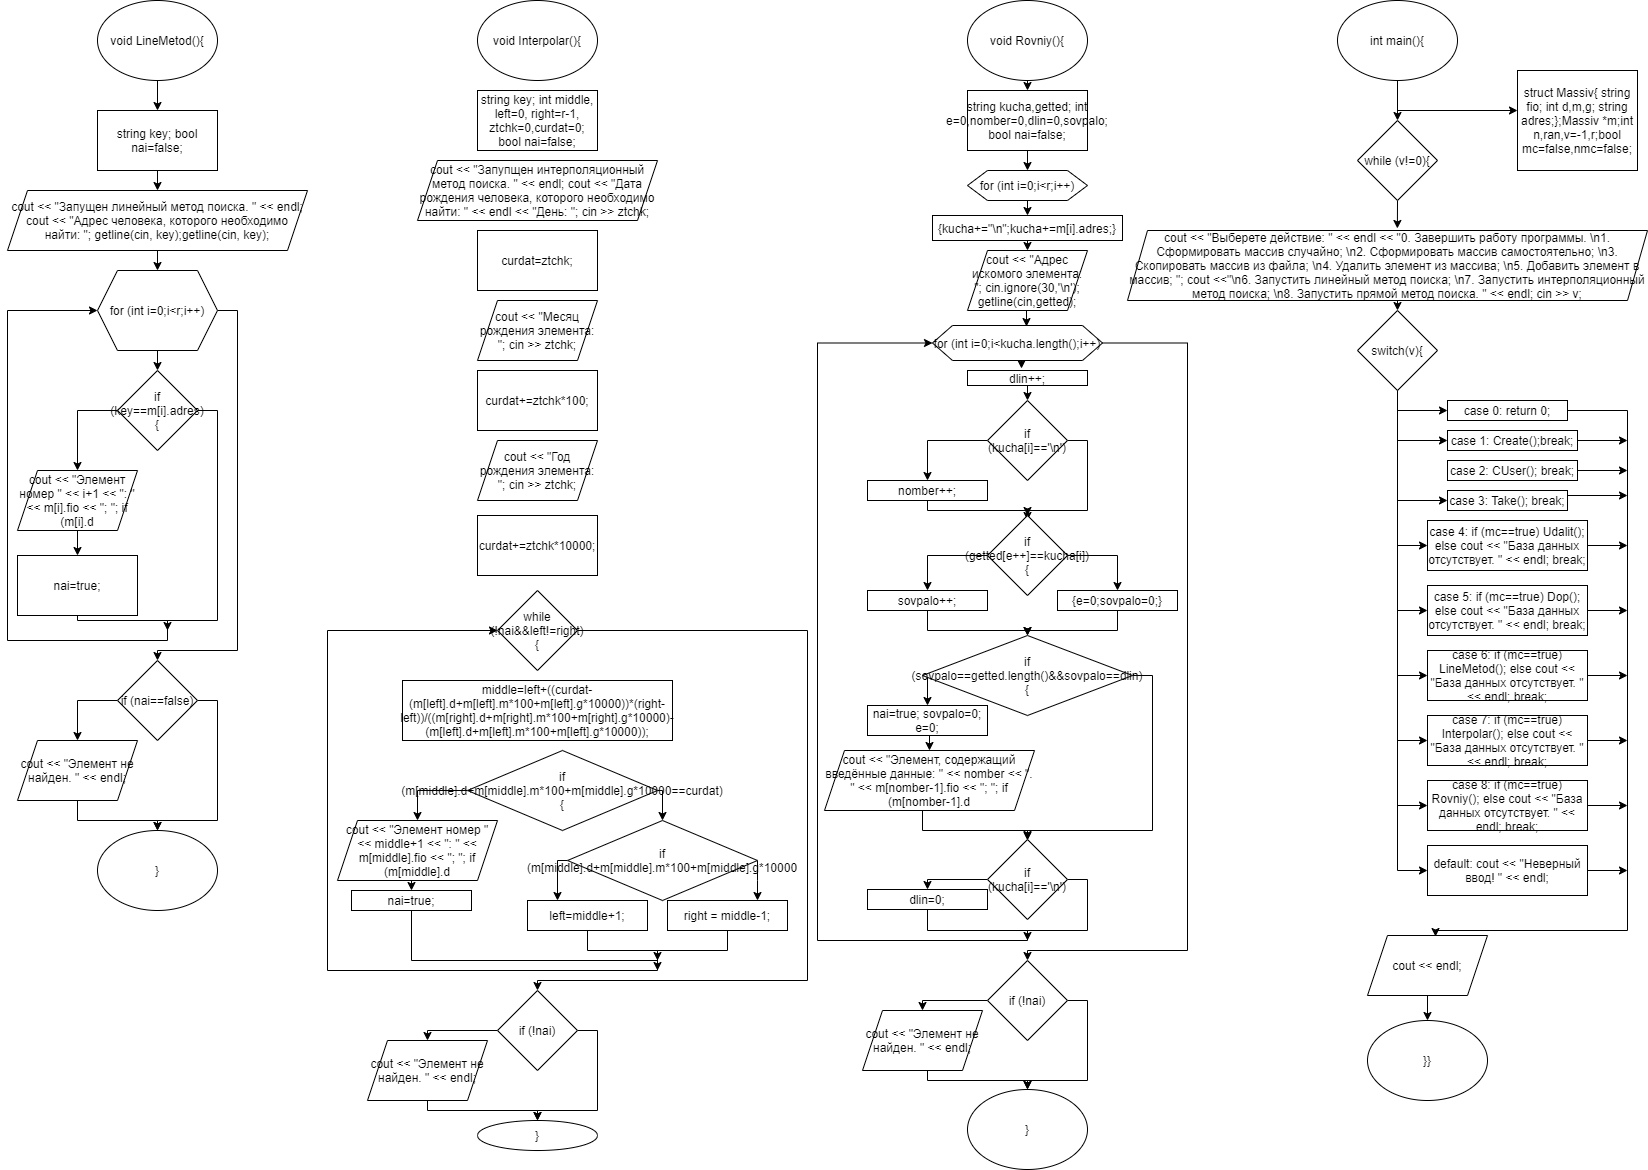 void LineMetod(){
string key; bool
nai=false;
cout << "Запущен линейный метод поиска. " << endl;
cout << "Адрес человека, которого необходимо
найти: "; getline(cin, key);getline(cin, key);
for (int i=0;i<r;i++)
if
(key==m[i].adres)
{
cout << "Элемент
номер " << i+1 << ": "
<< m[i].fio << "; "; if
(m[i].d
nai=true;
if (nai==false)
cout << "Элемент не
найден. " << endl;
}
void Interpolar(){
string key; int middle,
left=0, right=r-1,
ztchk=0,curdat=0;
bool nai=false;
cout << "Запущен интерполяционный
метод поиска. " << endl; cout << "Дата
рождения человека, которого необходимо
найти: " << endl << "День: "; cin >> ztchk;
curdat=ztchk;
cout << "Месяц
рождения элемента:
"; cin >> ztchk;
curdat+=ztchk*100;
cout << "Год
рождения элемента:
"; cin >> ztchk;
curdat+=ztchk*10000;
while
(!nai&&left!=right)
{
middle=left+((curdat-
(m[left].d+m[left].m*100+m[left].g*10000))*(right-
left))/((m[right].d+m[right].m*100+m[right].g*10000)-
(m[left].d+m[left].m*100+m[left].g*10000));
if
(m[middle].d+m[middle].m*100+m[middle].g*10000==curdat)
{
cout << "Элемент номер "
<< middle+1 << ": " <<
m[middle].fio << "; "; if
(m[middle].d
nai=true;
if
(m[middle].d+m[middle].m*100+m[middle].g*10000
left=middle+1;
right = middle-1;
if (!nai)
cout << "Элемент не
найден. " << endl;
}
void Rovniy(){
string kucha,getted; int
e=0,nomber=0,dlin=0,sovpalo;
bool nai=false;
for (int i=0;i<r;i++)
{kucha+="\n";kucha+=m[i].adres;}
cout << "Адрес
искомого элемента:
"; cin.ignore(30,'\n');
getline(cin,getted);
for (int i=0;i<kucha.length();i++)
dlin++;
if
(kucha[i]=='\n')
nomber++;
if
(getted[e++]==kucha[i])
{
sovpalo++;
{e=0;sovpalo=0;}
if
(sovpalo==getted.length()&&sovpalo==dlin)
{
nai=true; sovpalo=0;
e=0;
cout << "Элемент, содержащий
введённые данные: " << nomber << ".
" << m[nomber-1].fio << "; "; if
(m[nomber-1].d
if
(kucha[i]=='\n')
dlin=0;
if (!nai)
cout << "Элемент не
найден. " << endl;
}
int main(){
struct Massiv{ string
fio; int d,m,g; string
adres;};Massiv *m;int
n,ran,v=-1,r;bool
mc=false,nmc=false;
while (v!=0){
cout << "Выберете действие: " << endl << "0. Завершить работу программы. \n1.
Сформировать массив случайно; \n2. Сформировать массив самостоятельно; \n3.
Скопировать массив из файла; \n4. Удалить элемент из массива; \n5. Добавить элемент в
массив; "; cout <<"\n6. Запустить линейный метод поиска; \n7. Запустить интерполяционный
метод поиска; \n8. Запустить прямой метод поиска. " << endl; cin >> v;
switch(v){
case 0: return 0;
case 1: Create();break;
case 2: CUser(); break;
case 3: Take(); break;
case 4: if (mc==true) Udalit();
else cout << "База данных
отсутствует. " << endl; break;
case 5: if (mc==true) Dop();
else cout << "База данных
отсутствует. " << endl; break;
case 6: if (mc==true)
LineMetod(); else cout <<
"База данных отсутствует. "
<< endl; break;
case 7: if (mc==true)
Interpolar(); else cout <<
"База данных отсутствует. "
<< endl; break;
case 8: if (mc==true)
Rovniy(); else cout << "База
данных отсутствует. " <<
endl; break;
default: cout << "Неверный
ввод! " << endl;
cout << endl;
}}